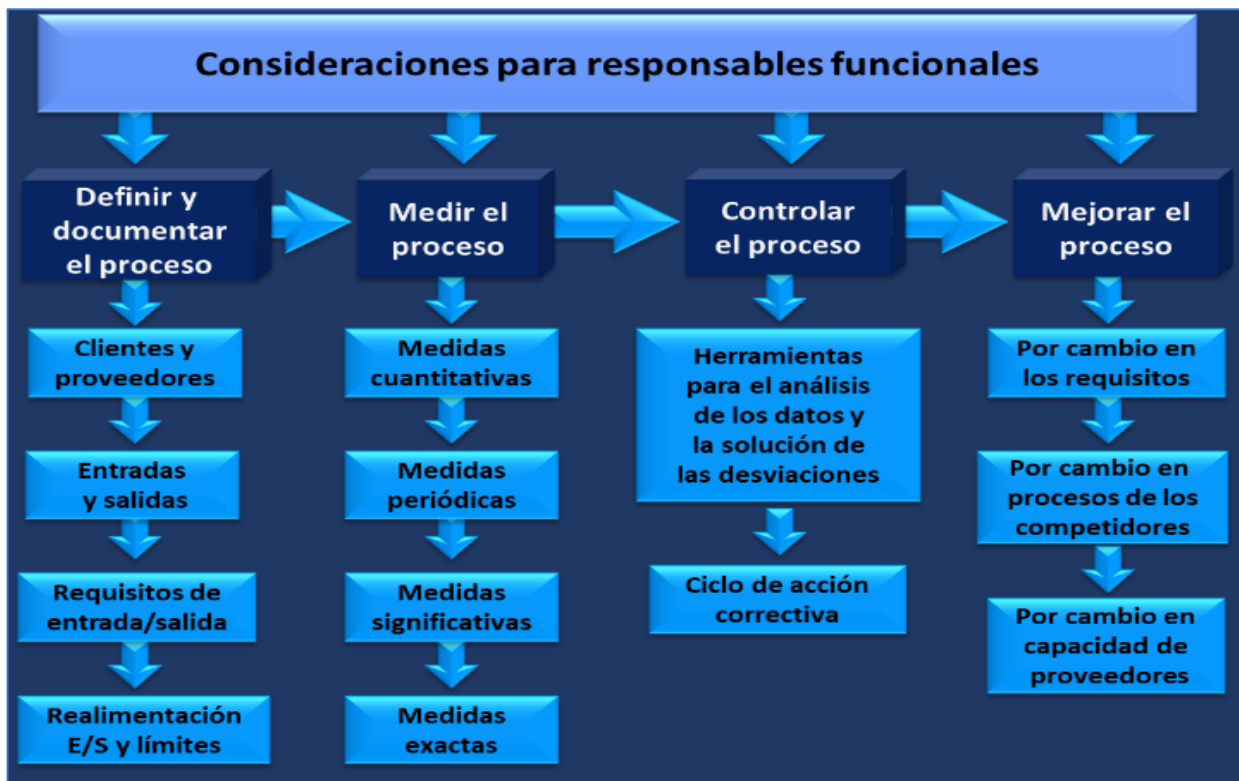 Consideraciones para responsables funcionales
Definir y
documentar
el proceso
Medir el
proceso
Controlar
el proceso
Mejorar el
proceso
Clientes y
proveedores
Entradas
y salidas
Requisitos de
entrada/salida
Realimentación
E/S y límites
Medidas
cuantitativas
Medidas
periódicas
Medidas
significativas
Medidas
exactas
Herramientas
para el análisis
de los datos y
la solución de
las desviaciones
Ciclo de acción
correctiva
Por cambio en
los requisitos
Por cambio en
procesos de los
competidores
Por cambio en
capacidad de
proveedores